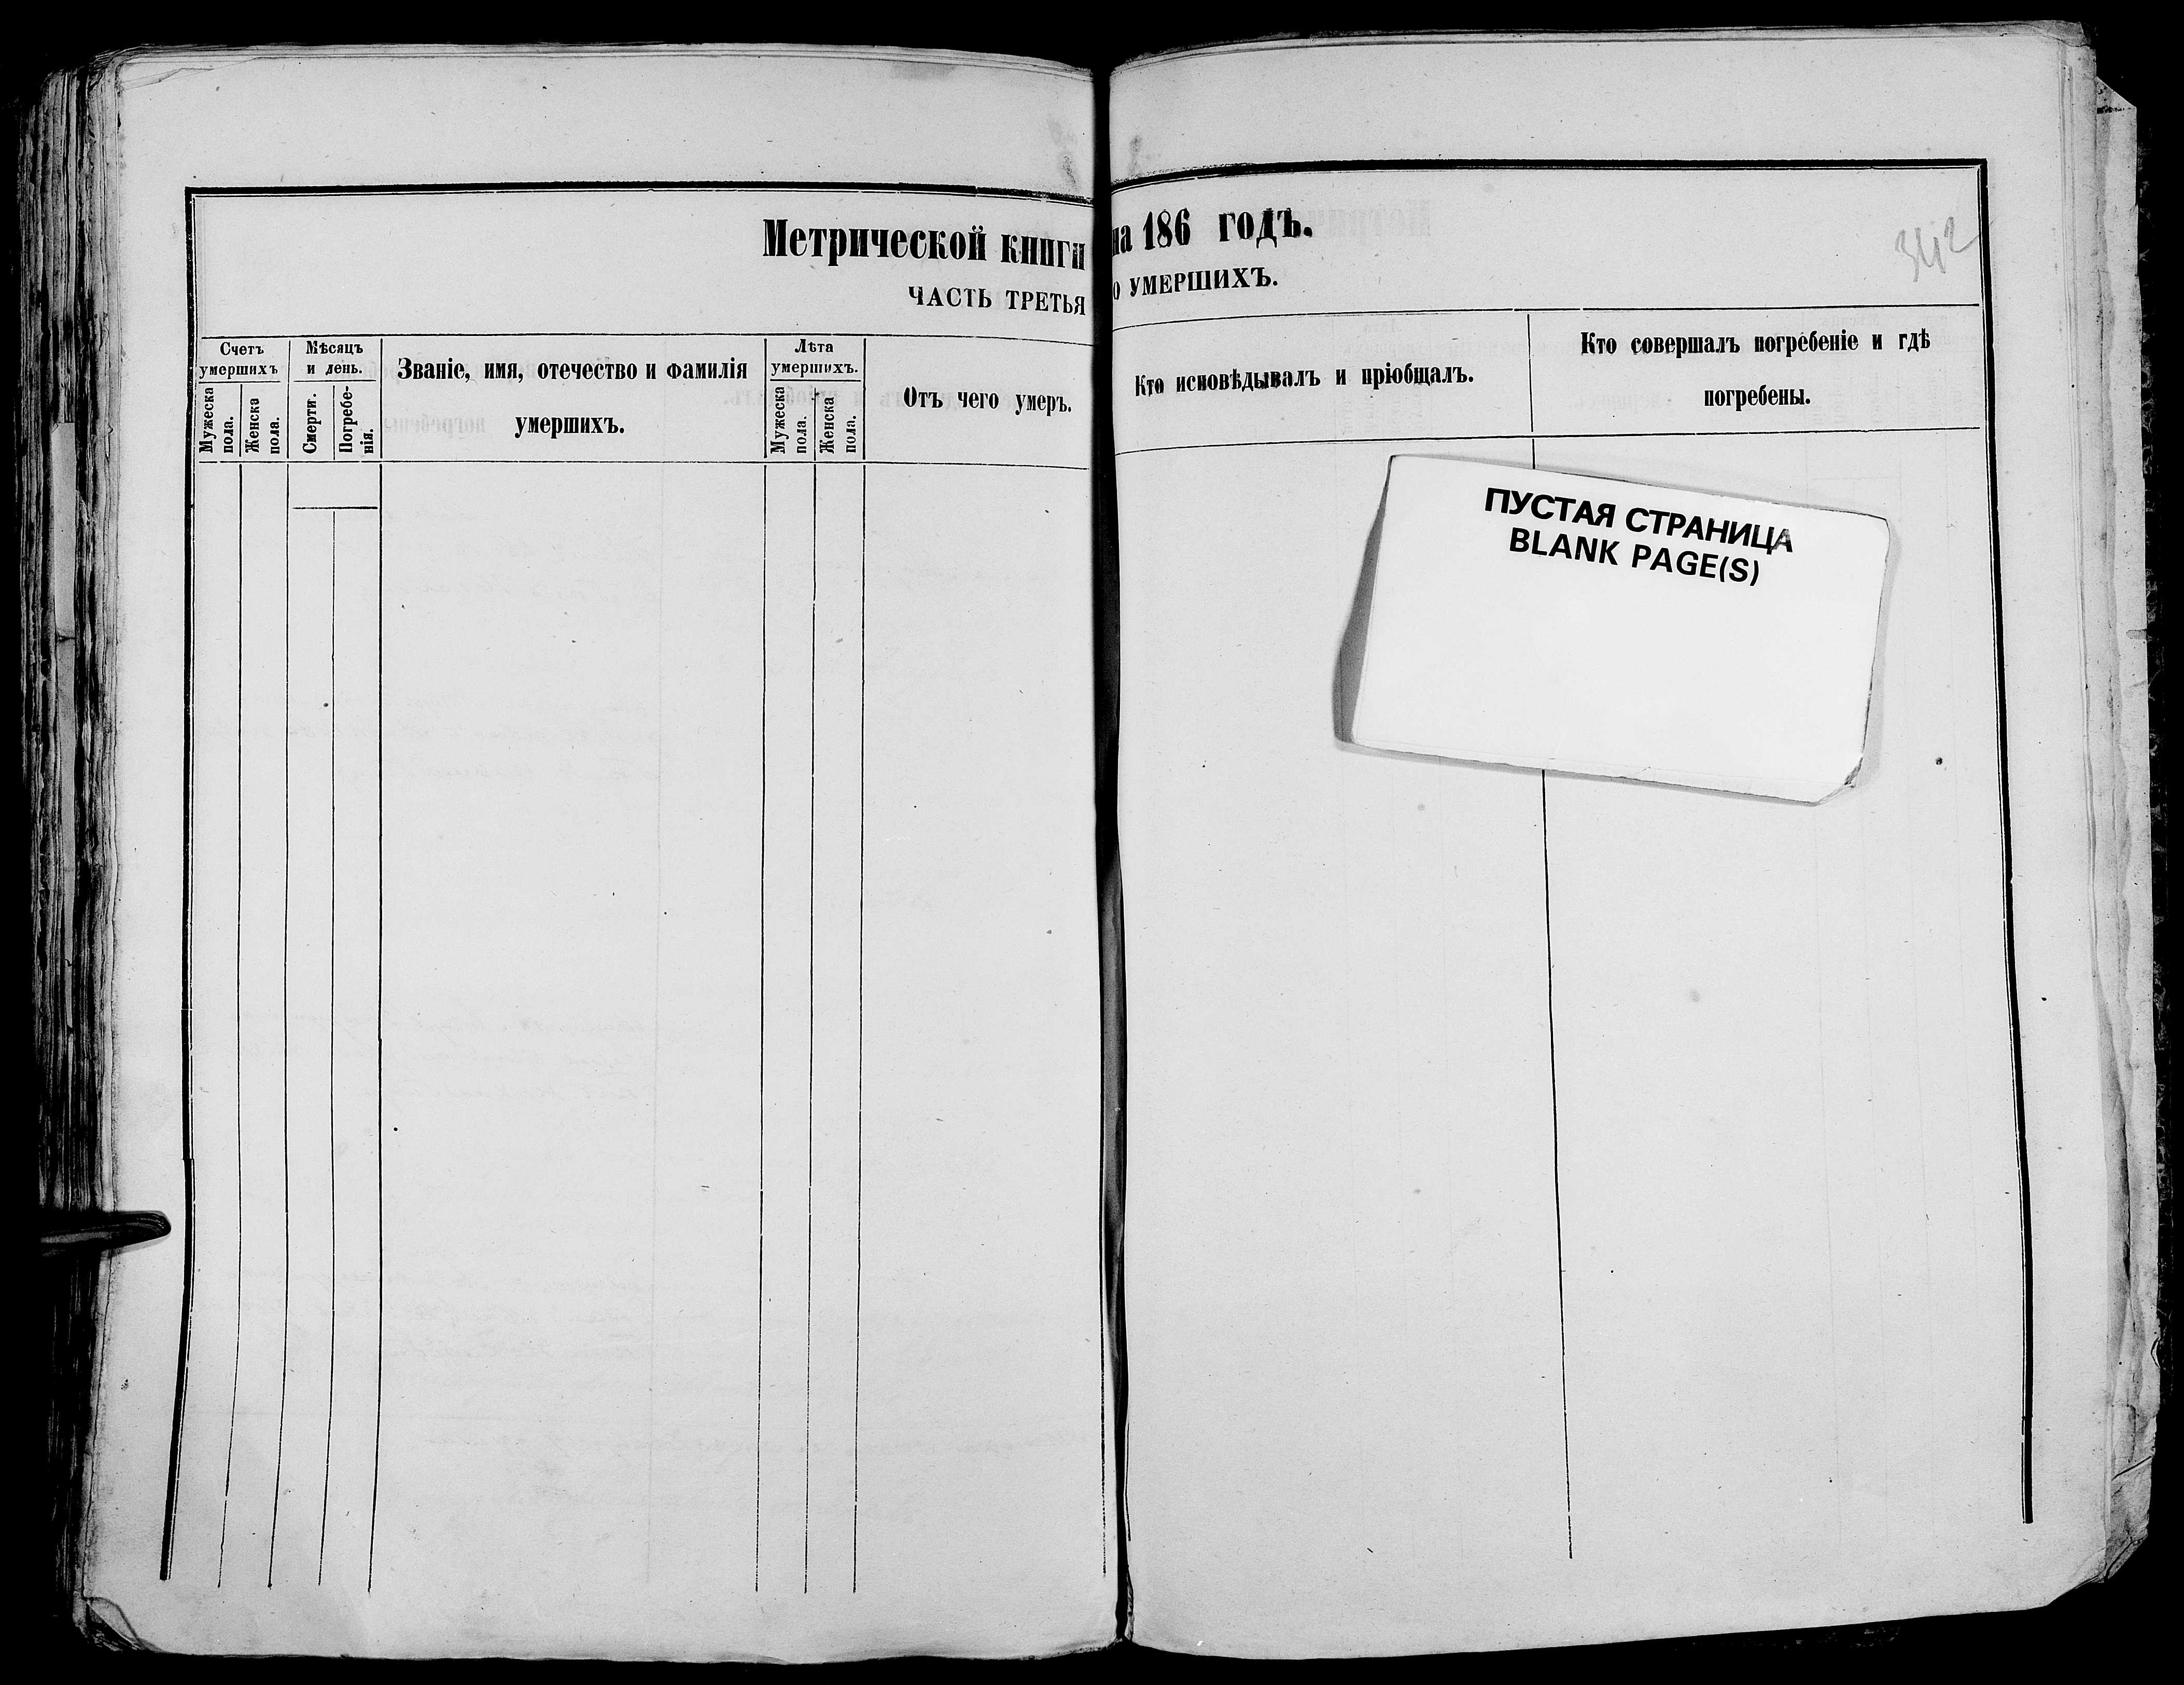 Метрической книги на 186 годъ.
ЧАСТЬ ТРЕТЬЯ О УМЕРШИХЪ.
342
Счетъ
умершихъ
Мужеска
пола.
Женска
пола.
Мѣсяцъ
и день.
Смерти.
Погребе-
нія.
Званіе, имя, отечество и фамилія
умершихъ.
Лѣта
умершихъ.
Мужеска
пола.
Женска
пола.
Отъ чего умеръ.
Кто исповѣдывалъ и пріобщалъ.
Кто совершалъ погребеніе и гдѣ
погребены.
ПУСТАЯ СТРАНИЦА
BLANK PAGE(S)